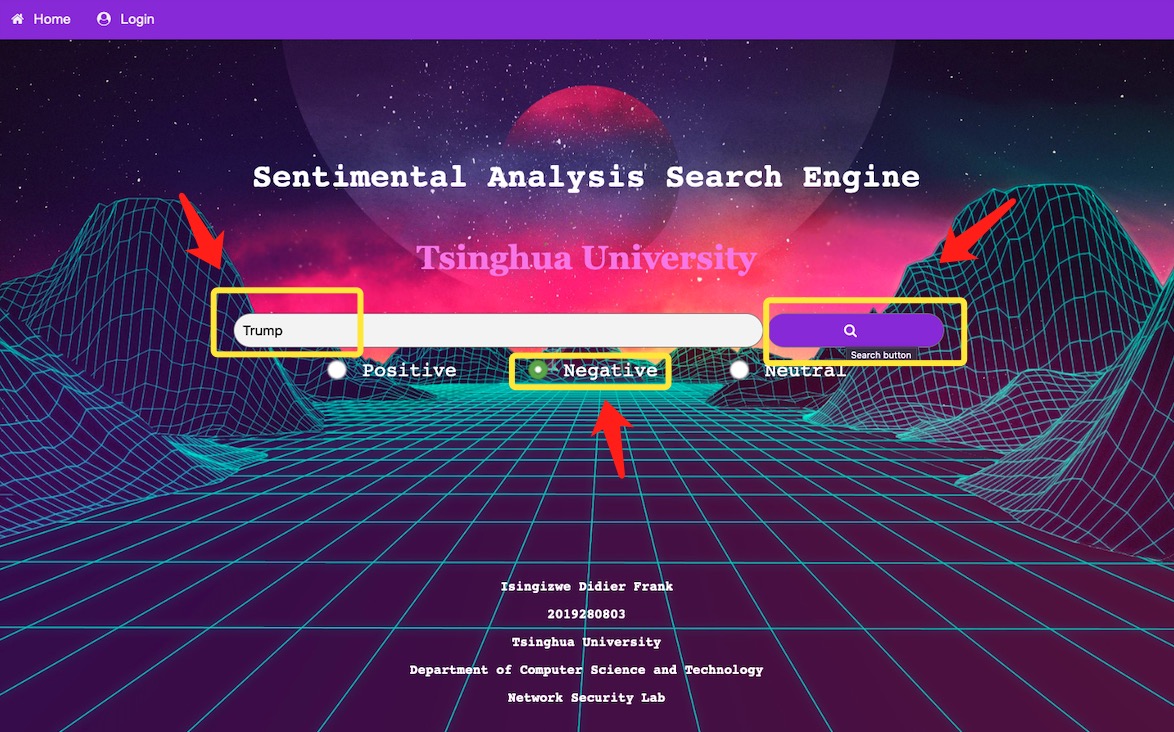 Home Login
Sentimental Analysis Search Engine
Tsinghua University
Trump
Search button
Positive Negative Neutral
Isingizwe Didier Frank
2019280803
Tsinghua University
Department of Computer Science and Technology
Network Security Lab